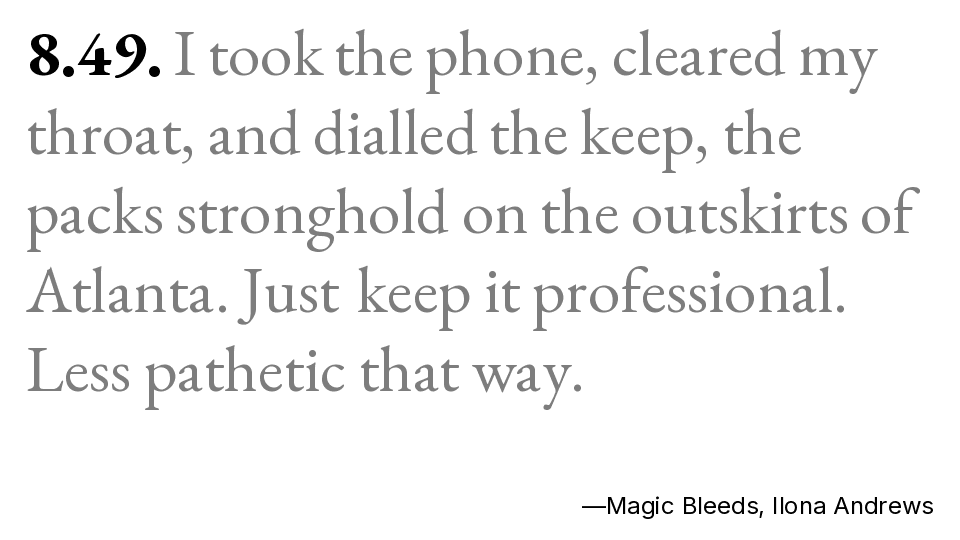 8.49. I took the phone, cleared my
throat, and dialled the keep, the
packs stronghold on the outskirts of
Atlanta. Just keep it professional.
Less pathetic that way.
—Magic Bleeds, Ilona Andrews